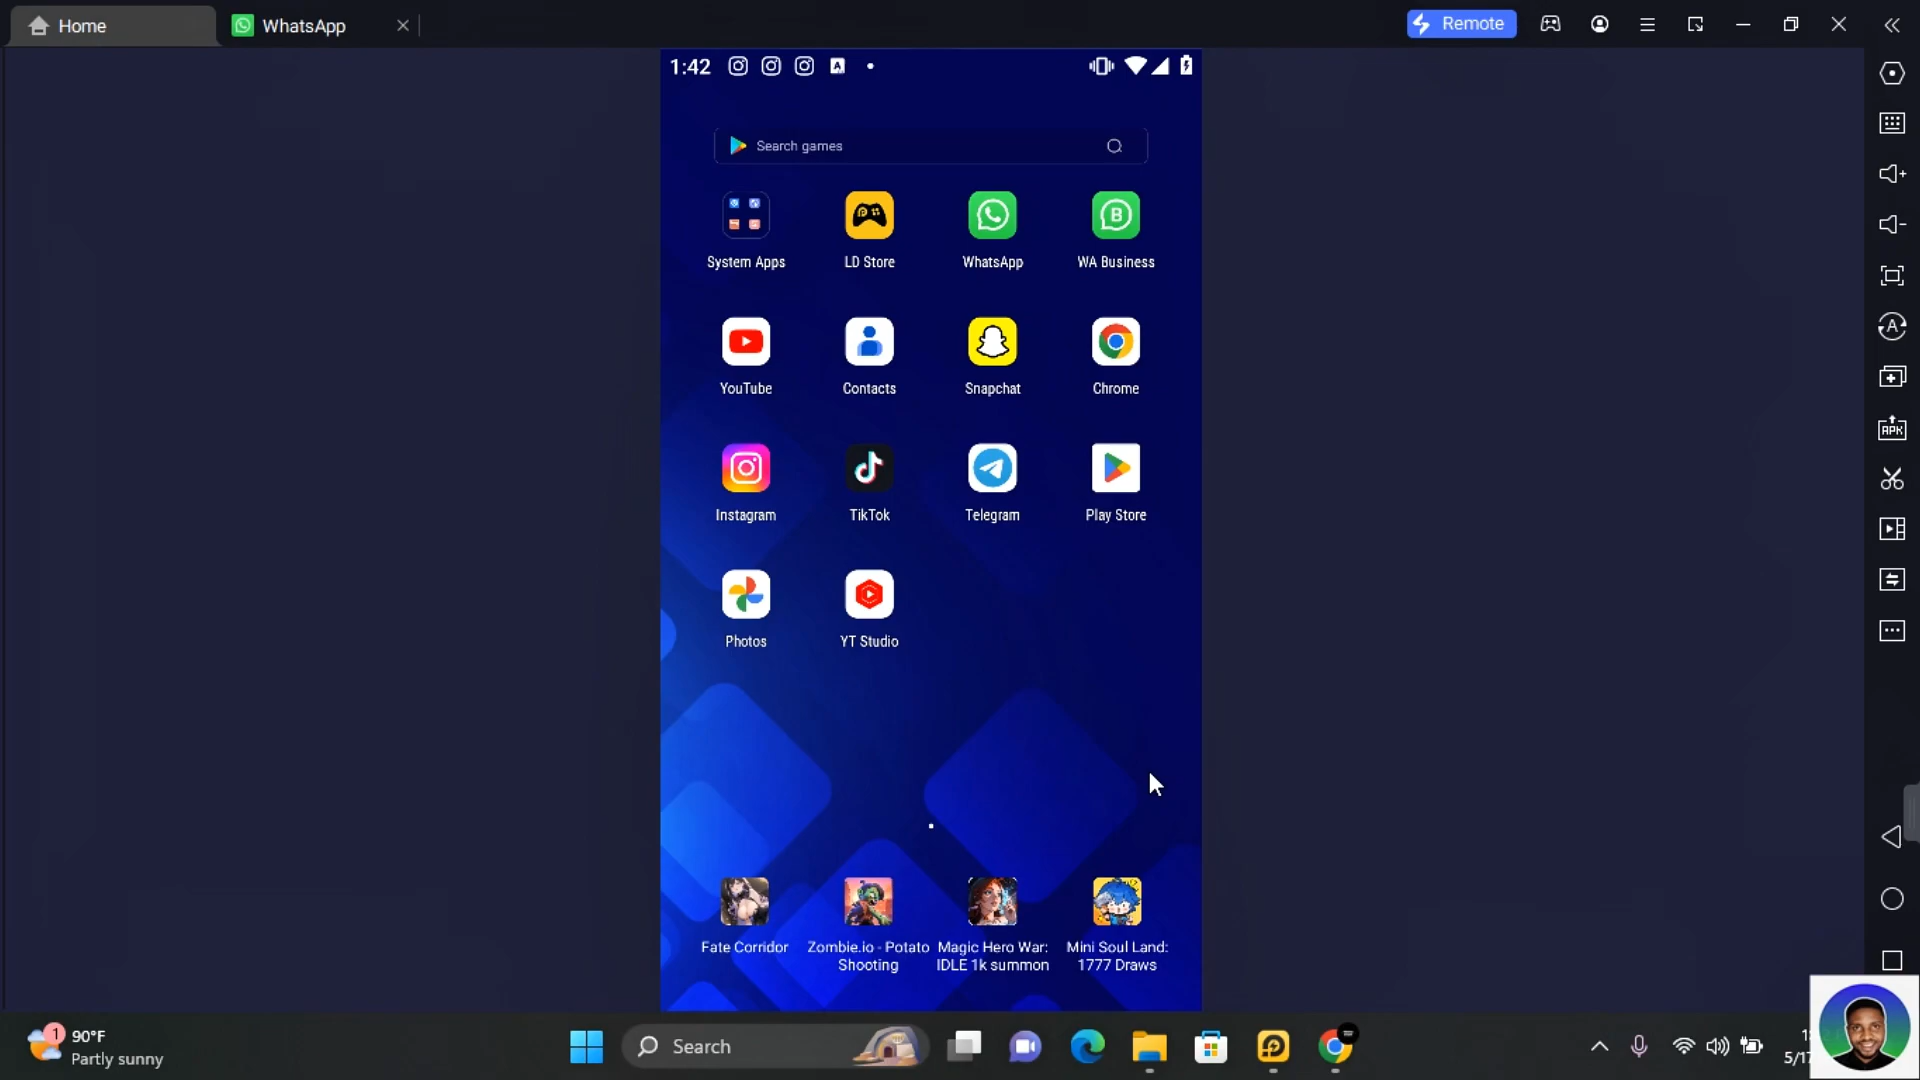 Home
WhatsApp
Remote
1:42
Search games
System Apps
LD Store
WhatsApp
WA Business
YouTube
Contacts
Snapchat
Chrome
Instagram
TikTok
Telegram
Play Store
Photos
YT Studio
Fate Corridor
Zombie.io - Potato
Shooting
Magic Hero War:
IDLE 1k summon
Mini Soul Land:
1777 Draws
1
90°F
Partly sunny
Search
APK